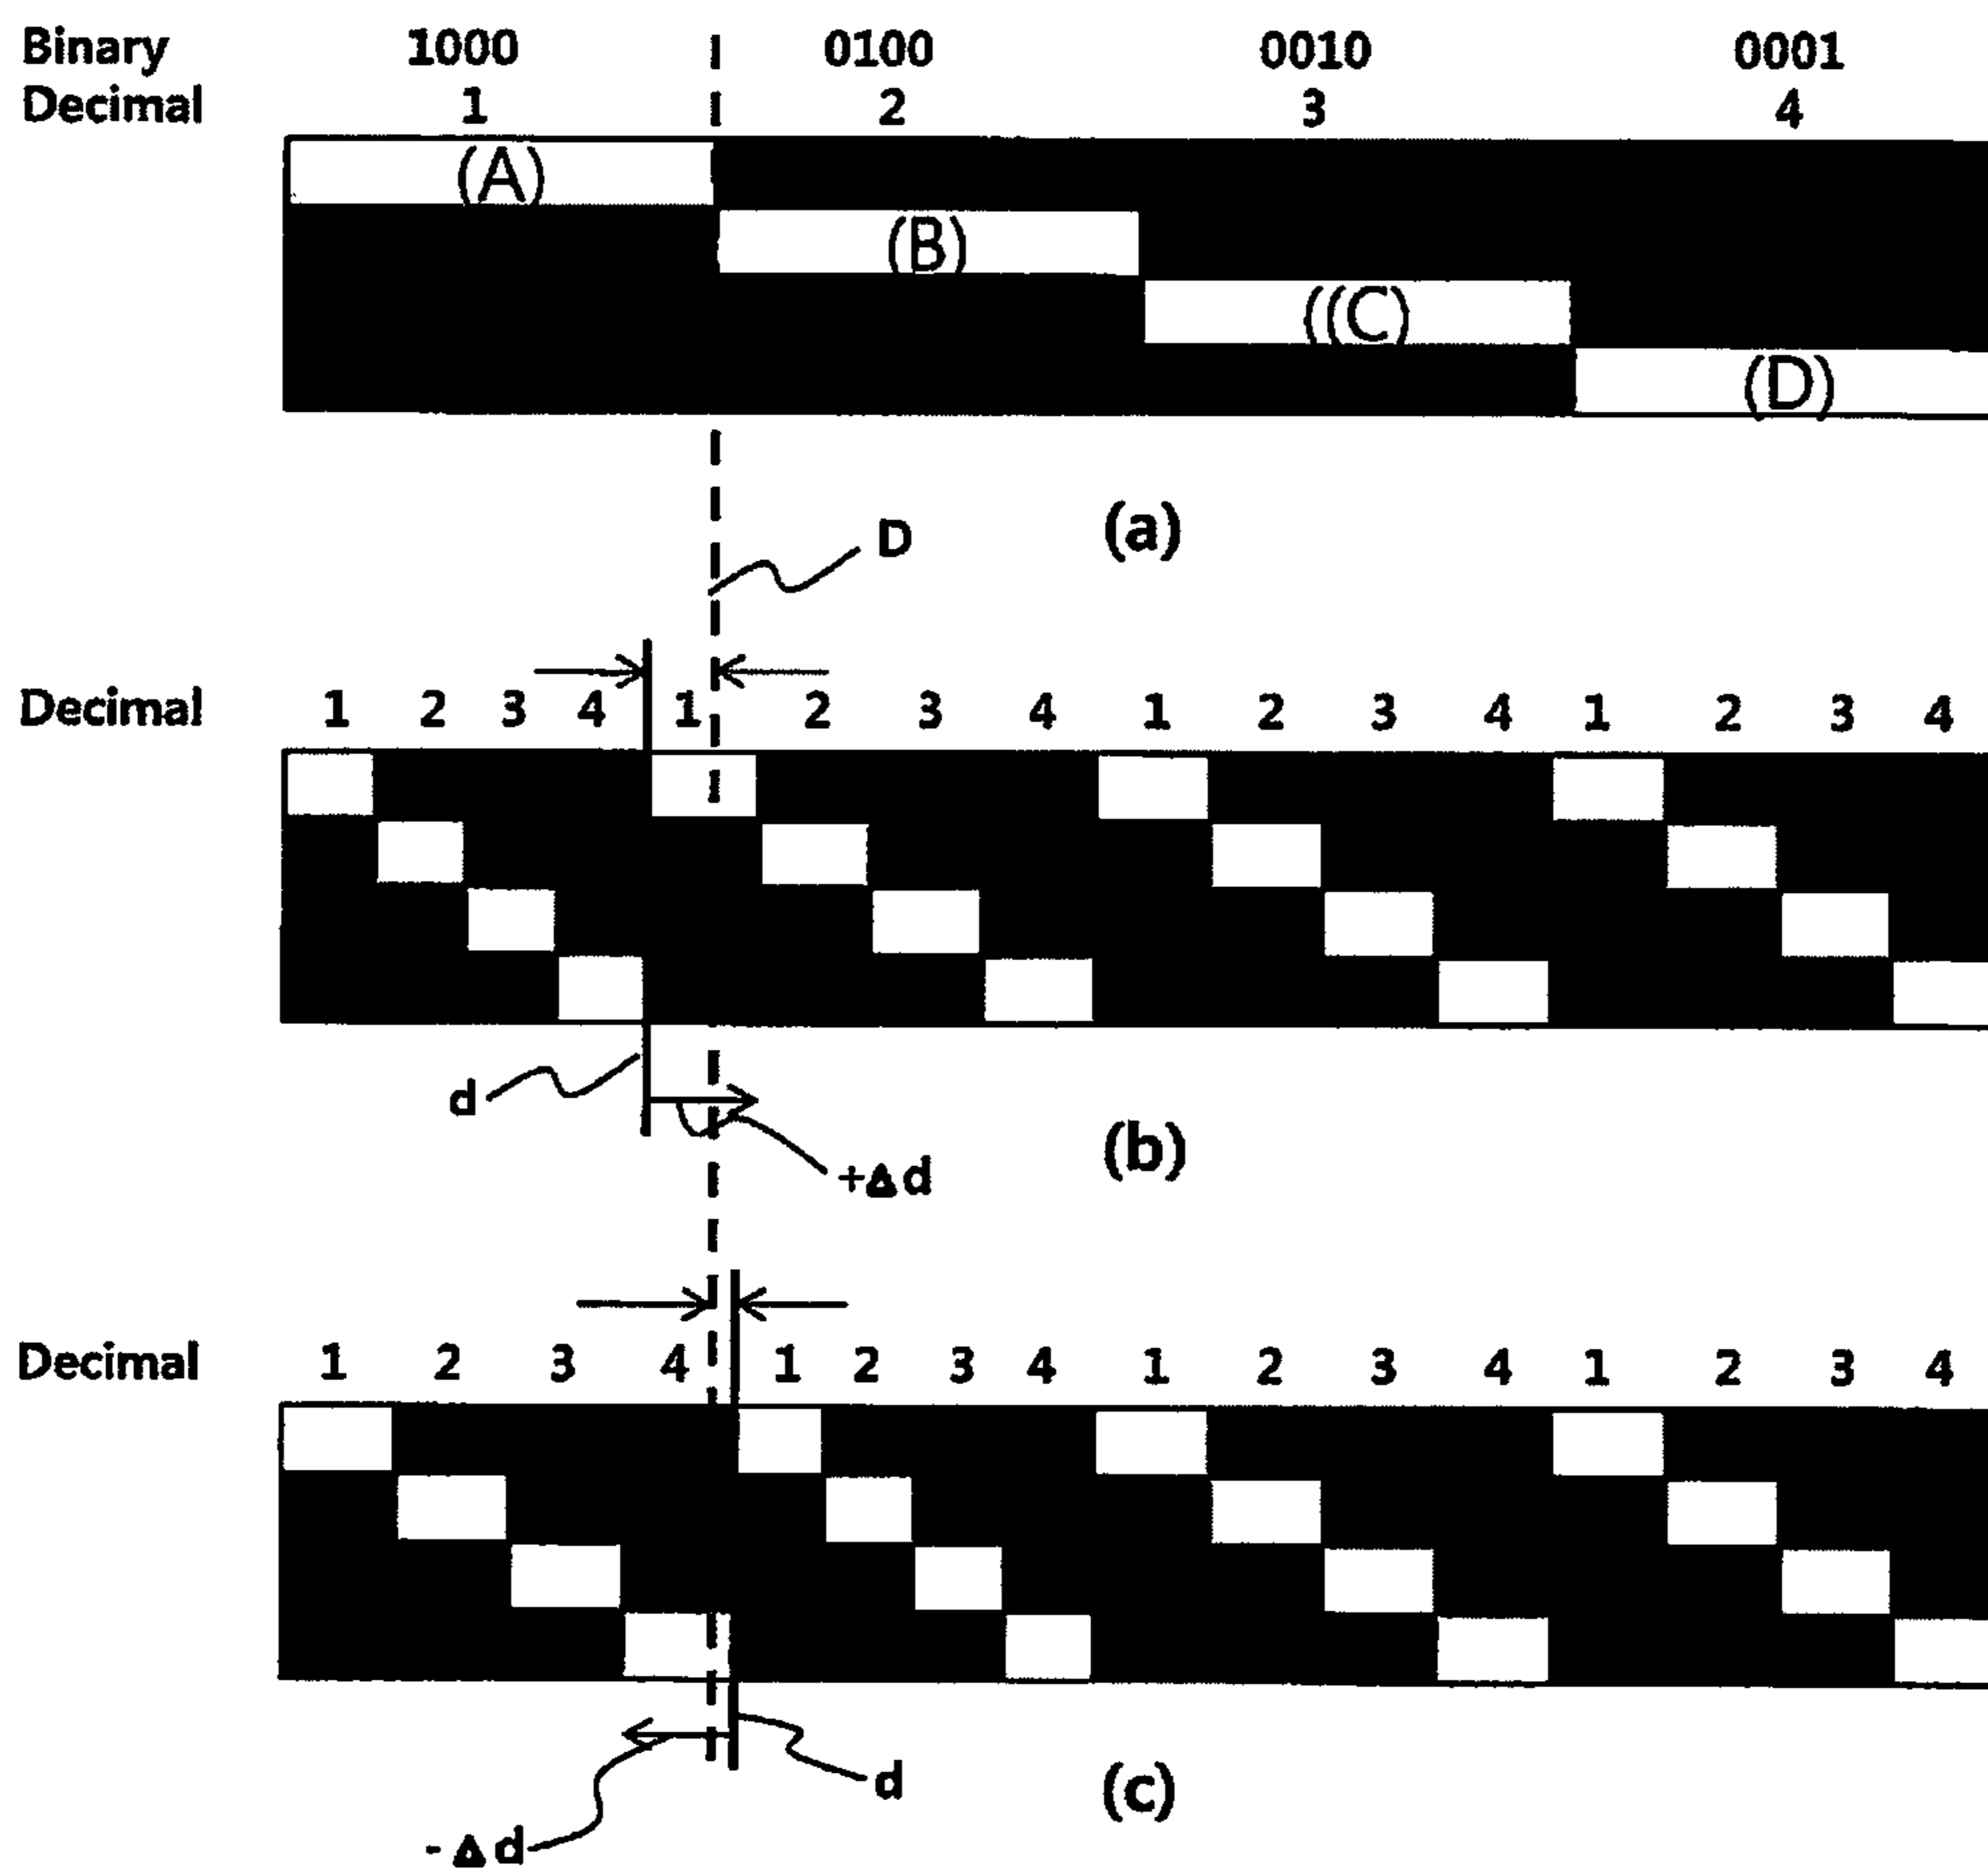 Binary 1000 0100 0010 0001
Decimal 1 2 3 4
(A)
(B)
((C)
(D)
D
(a)
Decimal 1 2 3 4 1 2 3 4 1 2 3 4 1 2 3 4
d
(b)
+Δd
Decimal 1 2 3 4 1 2 3 4 1 2 3 4 1 2 3 4
d
(c)
-Δd